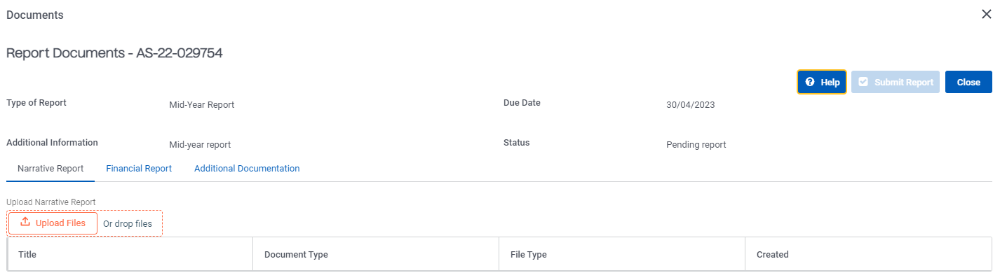 Documents
Report Documents - AS-22-029754
Help Submit Report Close
Type of Report Mid-Year Report Due Date 30/04/2023
Additional Information Mid-year report Status Pending report
Narrative Report Financial Report Additional Documentation
Upload Narrative Report
Upload Files Or drop files
Title Document Type File Type Created